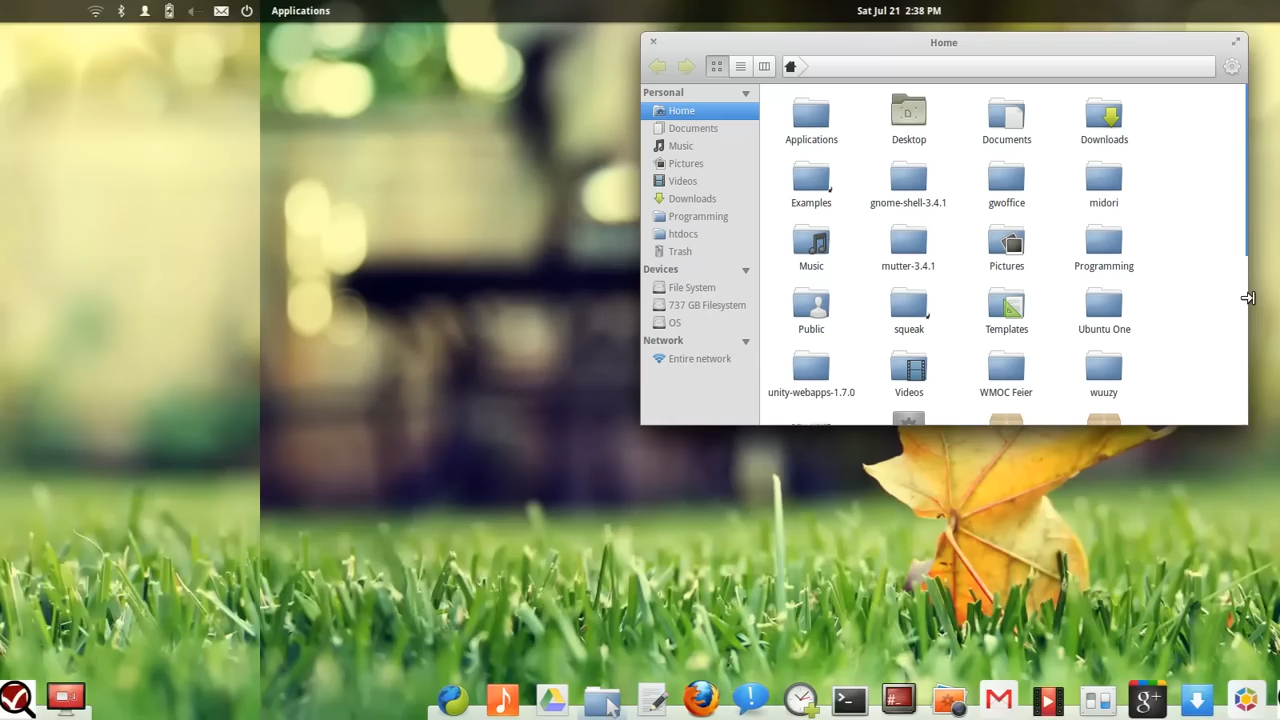 Applications
Sat Jul 21 2:38 PM
Home
Personal
Home
Documents
Music
Pictures
Videos
Downloads
Programming
htdocs
Trash
Devices
File System
737 GB Filesystem
OS
Network
Entire network
Applications
Desktop
Documents
Downloads
Examples
gnome-shell-3.4.1
gwoffice
midori
Music
mutter-3.4.1
Pictures
Programming
Public
squeak
Templates
Ubuntu One
unity-webapps-1.7.0
Videos
WMOC Feier
wuuzy